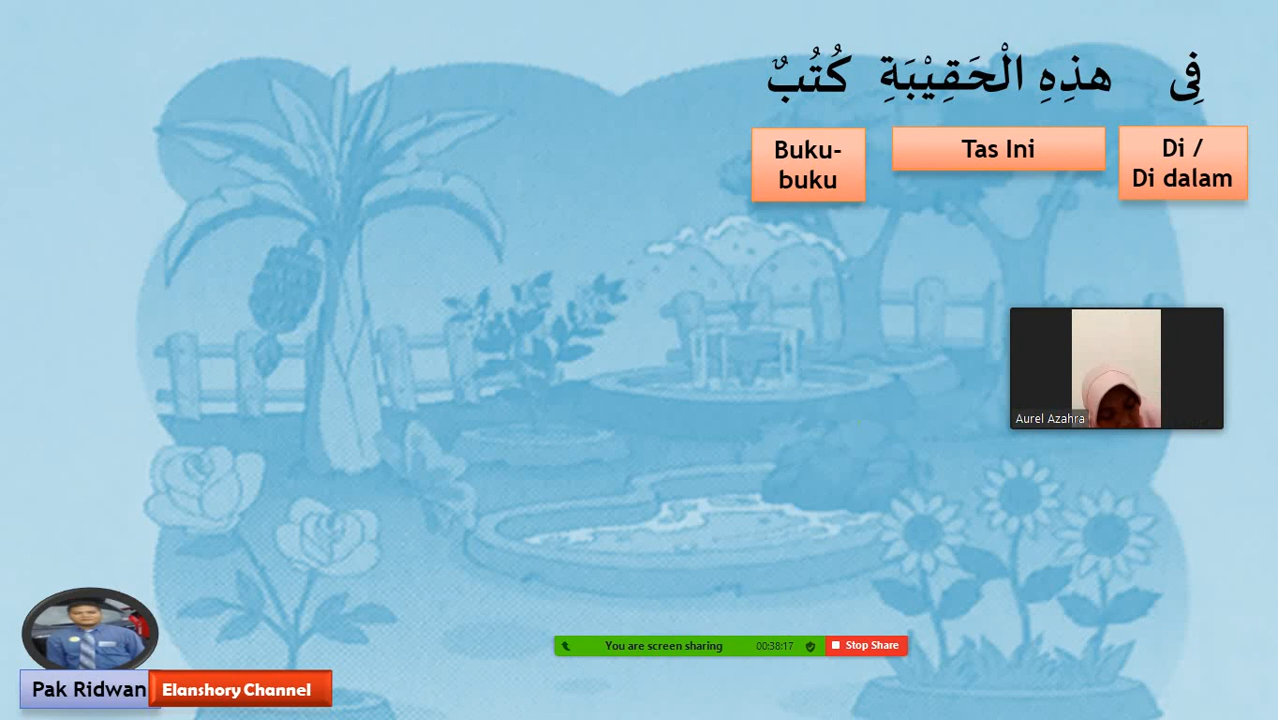 فِى هذِهِ الْحَقِيْبَةِ كُتُبٌ
Di /
Di dalam
Tas Ini
Buku-
buku
Aurel Azahra
You are screen sharing 00:38:17 Stop Share
Pak Ridwan Elanshory Channel